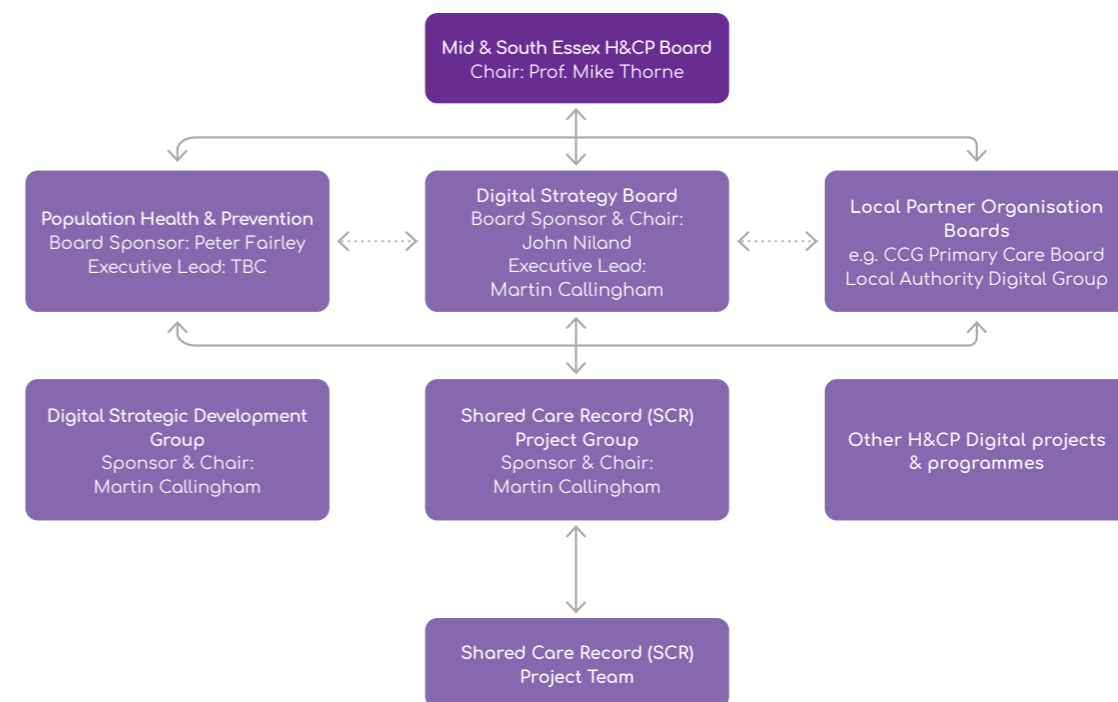 Mid & South Essex H&CP Board
Chair: Prof. Mike Thorne
Population Health & Prevention
Board Sponsor: Peter Fairley
Executive Lead: TBC
Digital Strategy Board
Board Sponsor & Chair:
John Niland
Executive Lead:
Martin Callingham
Local Partner Organisation
Boards
e.g. CCG Primary Care Board
Local Authority Digital Group
Digital Strategic Development
Group
Sponsor & Chair:
Martin Callingham
Shared Care Record (SCR)
Project Group
Sponsor & Chair:
Martin Callingham
Other H&CP Digital projects
& programmes
Shared Care Record (SCR)
Project Team